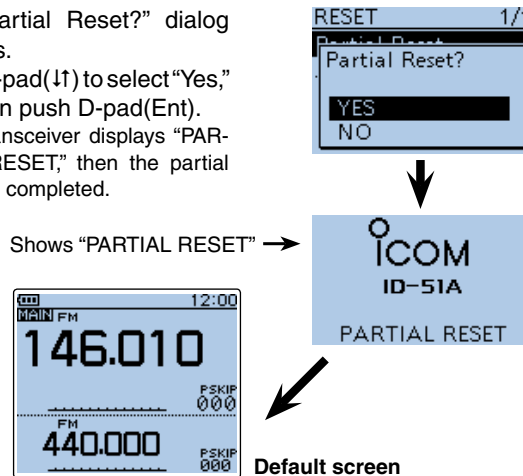 artial Reset?” dialog
s.
-pad(↓↑) to select “Yes,”
n push D-pad(Ent).
ansceiver displays “PAR-
RESET,” then the partial
completed.
RESET 1/
Partial Reset
Partial Reset?
YES
NO
Shows “PARTIAL RESET”
ICOM
ID-51A
PARTIAL RESET
12:00
MAIN FM
146.010
PSKIP
000
FM
440.000
PSKIP
000
Default screen